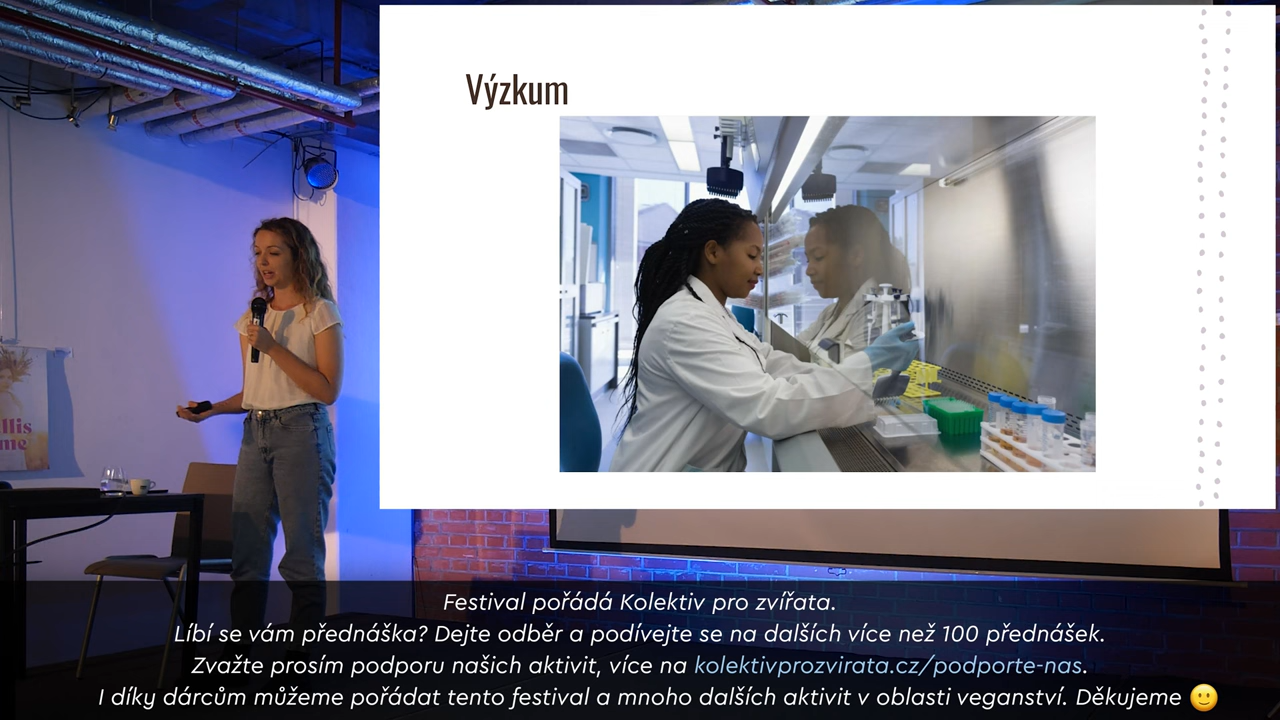 Výzkum
llis
me
Festival pořádá Kolektiv pro zvířata.
Líbí se vám přednáška? Dejte odběr a podívejte se na dalších více než 100 přednášek.
Zvažte prosím podporu našich aktivit, více na kolektivprozvirata.cz/podporte-nas.
I díky dárcům můžeme pořádat tento festival a mnoho dalších aktivit v oblasti veganství. Děkujeme 🙂